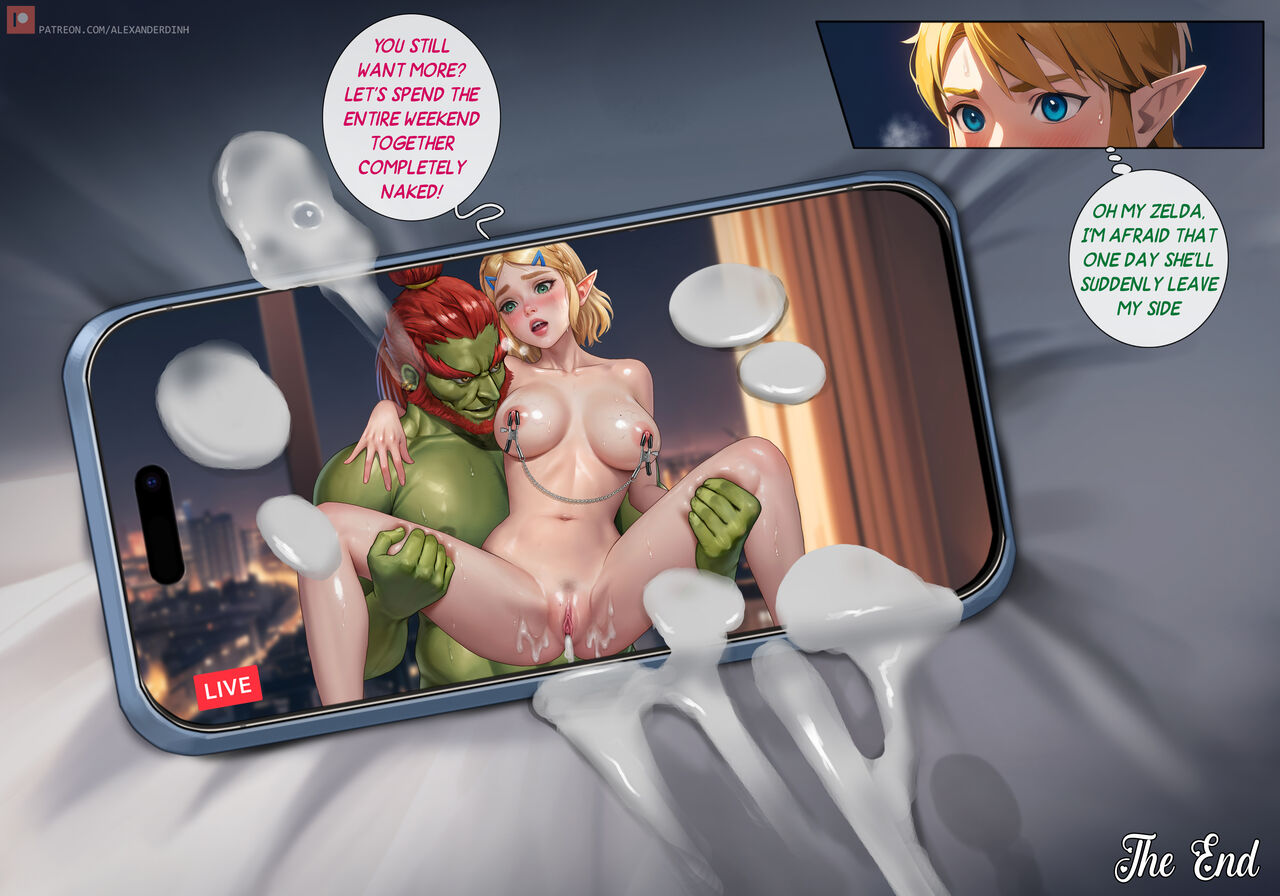 PATREON.COM/ALEXANDERDINH
YOU STILL
WANT MORE?
LET'S SPEND THE
ENTIRE WEEKEND
TOGETHER
COMPLETELY
NAKED!
OH MY ZELDA,
I'M AFRAID THAT
ONE DAY SHE'LL
SUDDENLY LEAVE
MY SIDE
LIVE
The End